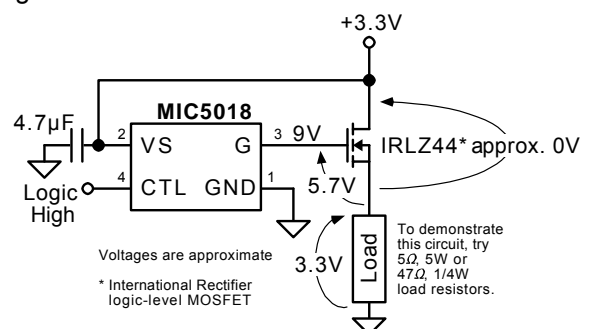 +3.3V
4.7µF
MIC5018
2 VS G 3 9V
IRLZ44* approx. 0V
4 CTL GND 1
Logic
High
5.7V
Voltages are approximate
* International Rectifier
logic-level MOSFET
3.3V
Load
To demonstrate
this circuit, try
5Ω, 5W or
47Ω, 1/4W
load resistors.